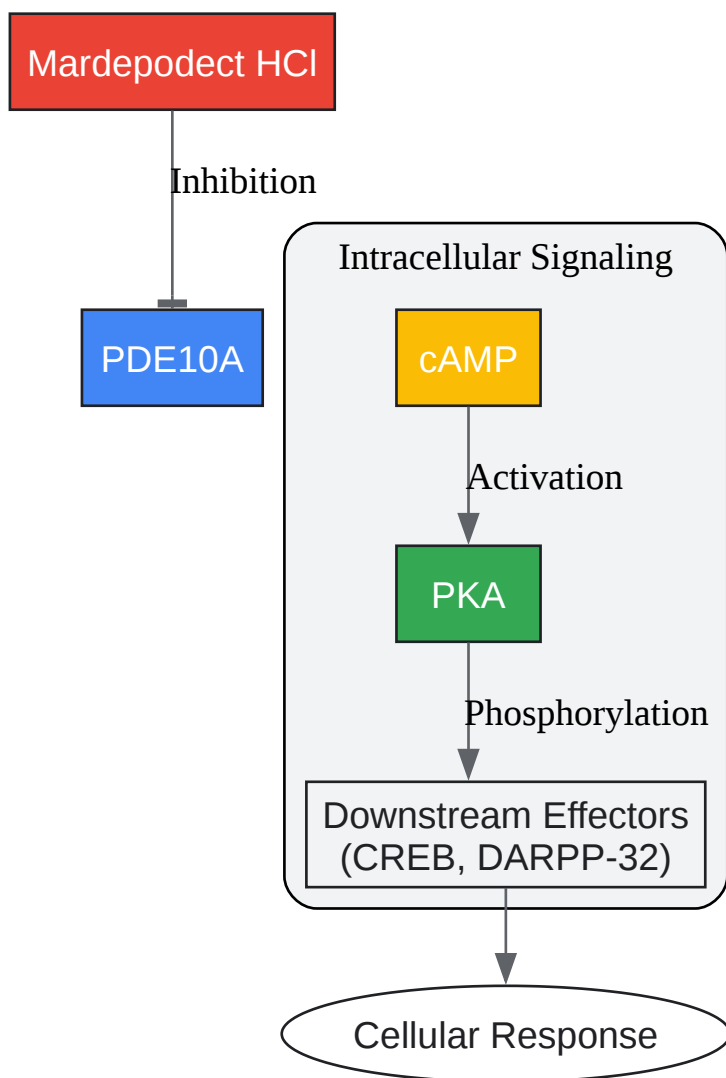 Mardepodect HCl
Inhibition
Intracellular Signaling
PDE10A
cAMP
Activation
PKA
Phosphorylation
Downstream Effectors
(CREB, DARPP-32)
Cellular Response